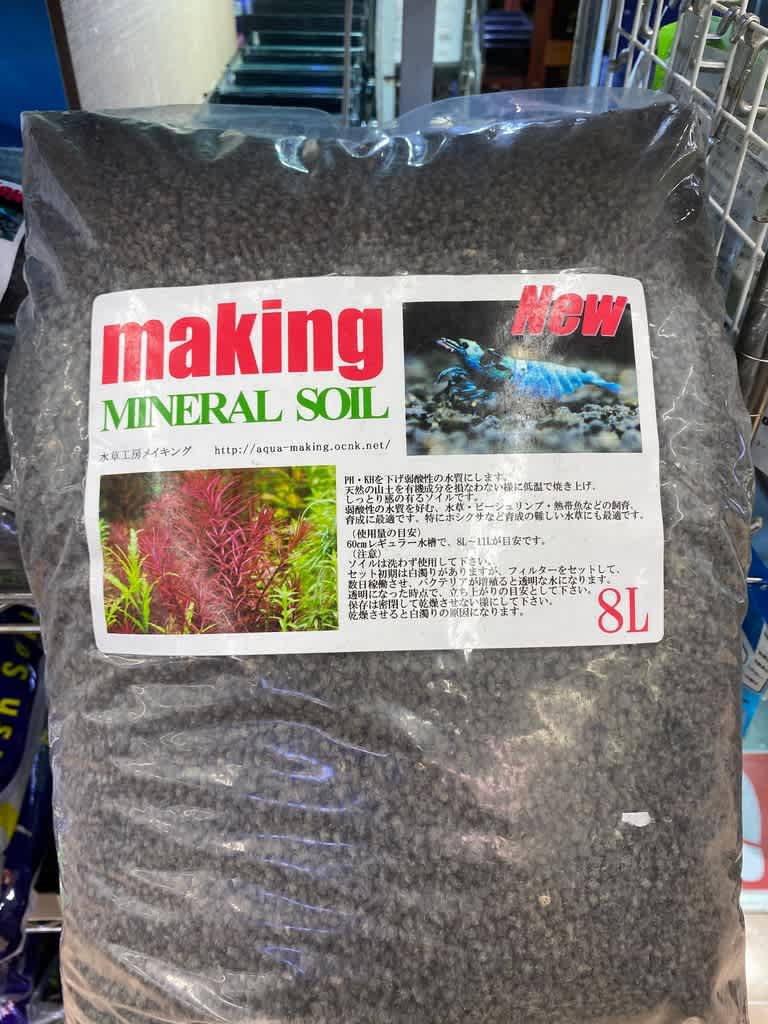 making
New
MINERAL SOIL
水草工房メイキング http://aqua-making.ocnk.net/
PH・KHを下げ弱酸性の水質にします。
天然の山土を有機成分を損なわない様に低温で焼き上げ、
しっとり感の有るソイルです。
弱酸性の水質を好む、水草・ビーシュリンプ・熱帯魚などの飼育、
育成に最適です。特にホシクサなど育成の難しい水草にも最適です。
（使用量の目安）
60cmレギュラー水槽で、8L～11Lが目安です。
（注意）
ソイルは洗わず使用して下さい。
セット初期は白濁りがありますが、フィルターをセットして、
数日稼働させ、バクテリアが増殖すると透明な水になります。
透明になった時点で、立ち上がりの目安として下さい。
保存は密閉して乾燥させない様にして下さい。
乾燥させると白濁りの原因になります。
8L